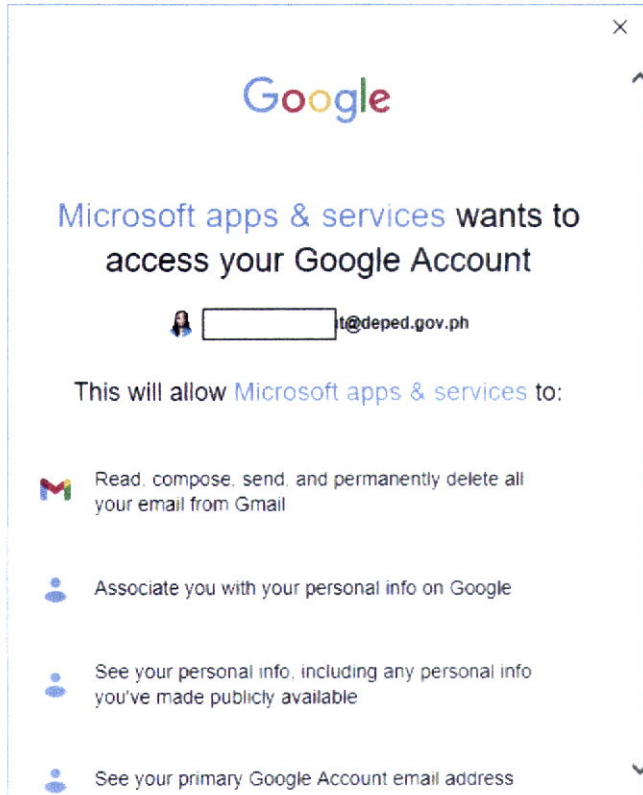 Google
Microsoft apps & services wants to
access your Google Account
t@deped.gov.ph
This will allow Microsoft apps & services to:
Read, compose, send, and permanently delete all
your email from Gmail
Associate you with your personal info on Google
See your personal info, including any personal info
you've made publicly available
See your primary Google Account email address